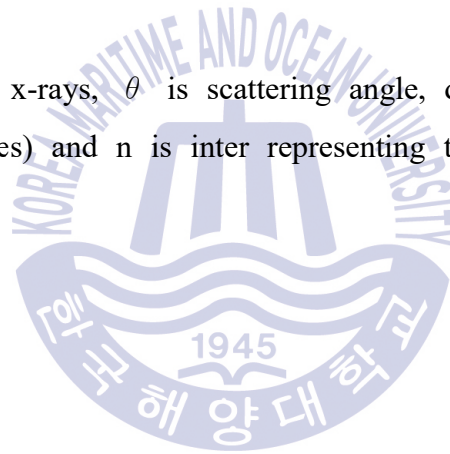 KOREA MARITIME AND OCEAN UNIVERSITY
x-rays, θ is scattering angle,
and n is inter representing
1945
한국해양대학교